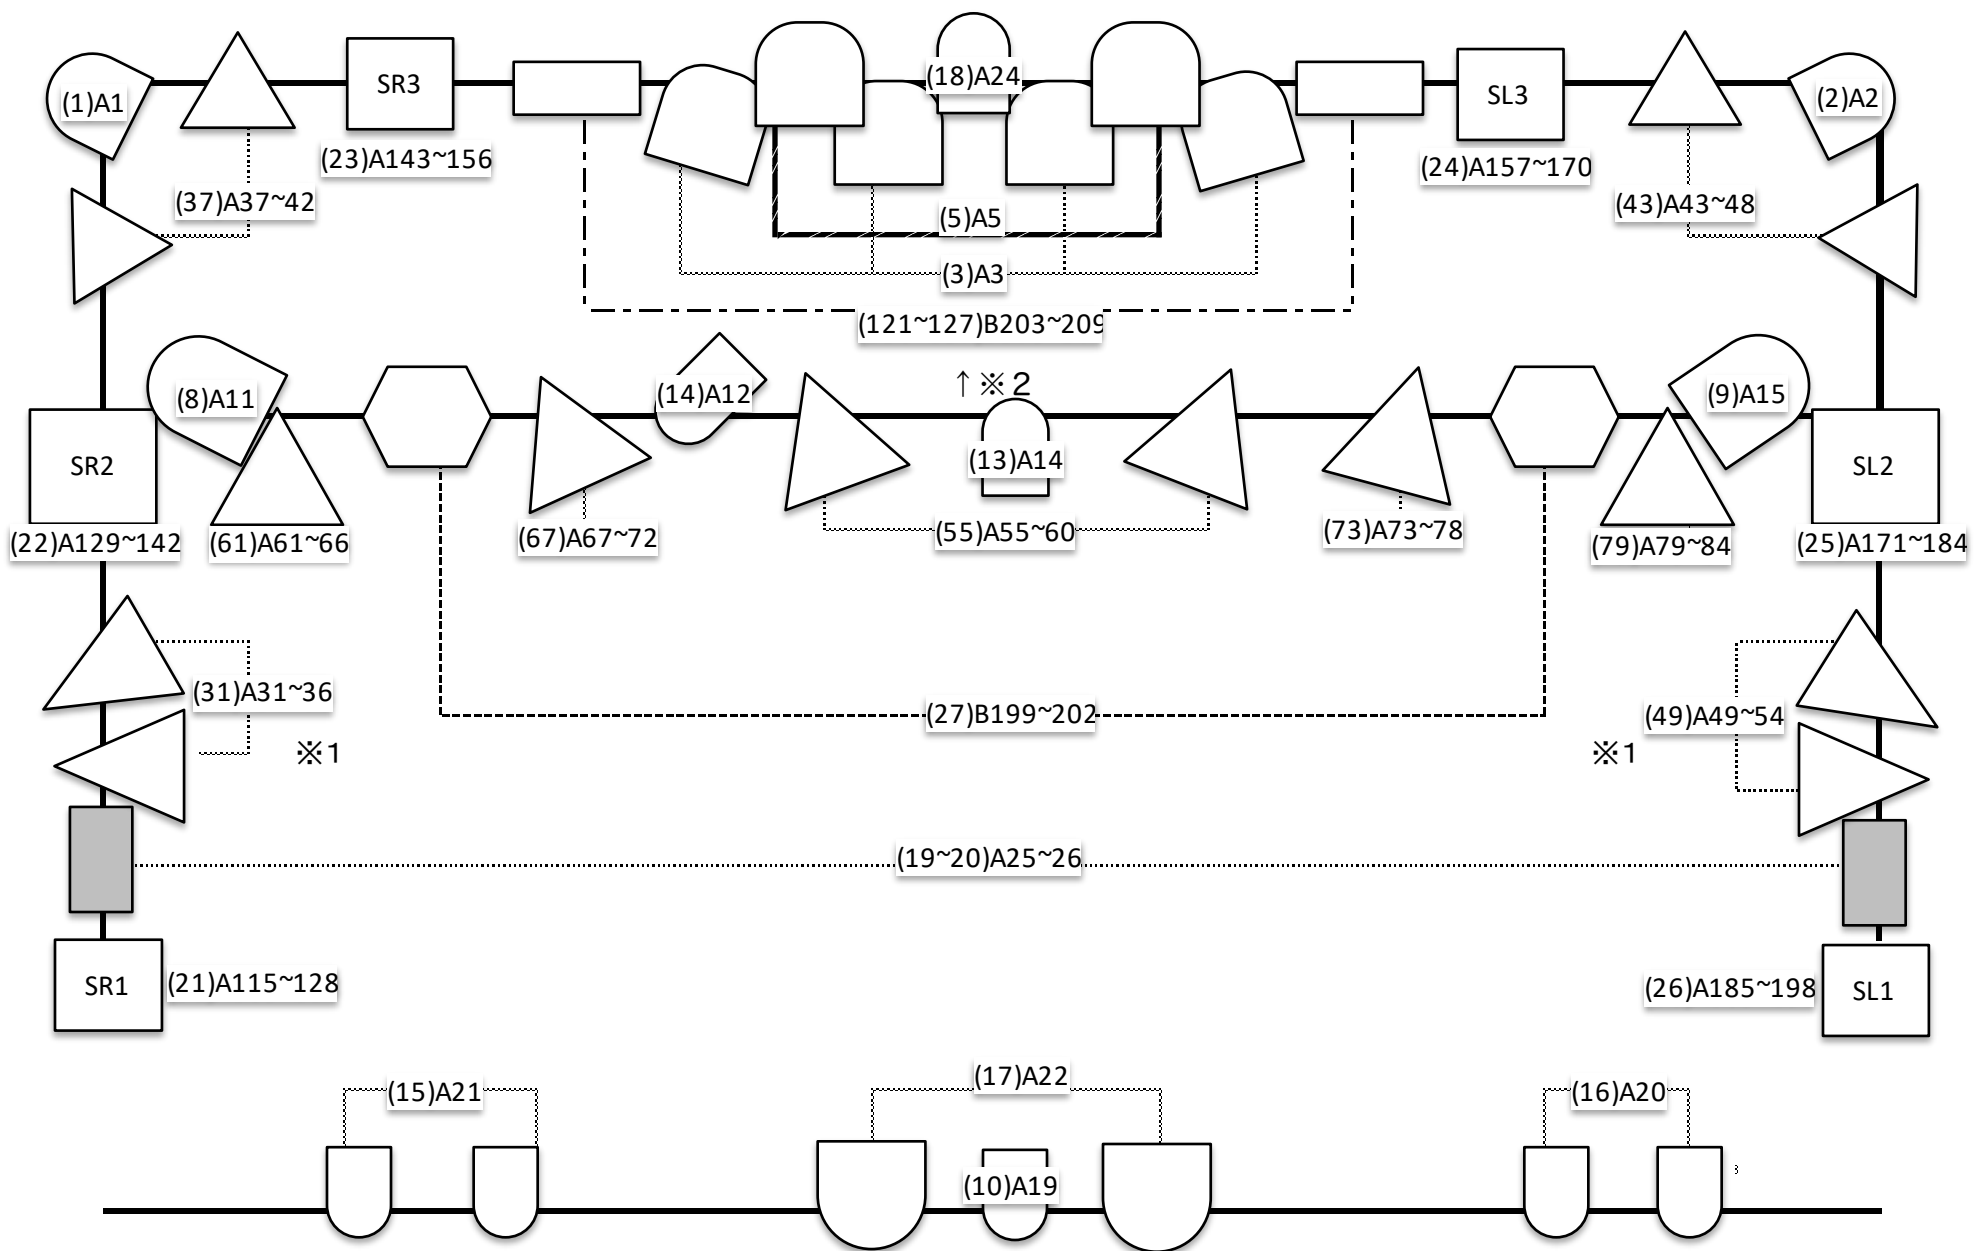 (1)A1
SR3
(18)A24
SL3
(2)A2
(23)A143~156
(24)A157~170
(37)A37~42
(5)A5
(43)A43~48
(3)A3
(121~127)B203~209
↑※2
(8)A11
(14)A12
(9)A15
SR2
(13)A14
SL2
(22)A129~142
(61)A61~66
(67)A67~72
(55)A55~60
(73)A73~78
(79)A79~84
(25)A171~184
(31)A31~36
(27)B199~202
(49)A49~54
※1
※1
(19~20)A25~26
SR1
(21)A115~128
(26)A185~198
SL1
(15)A21
(17)A22
(16)A20
(10)A19